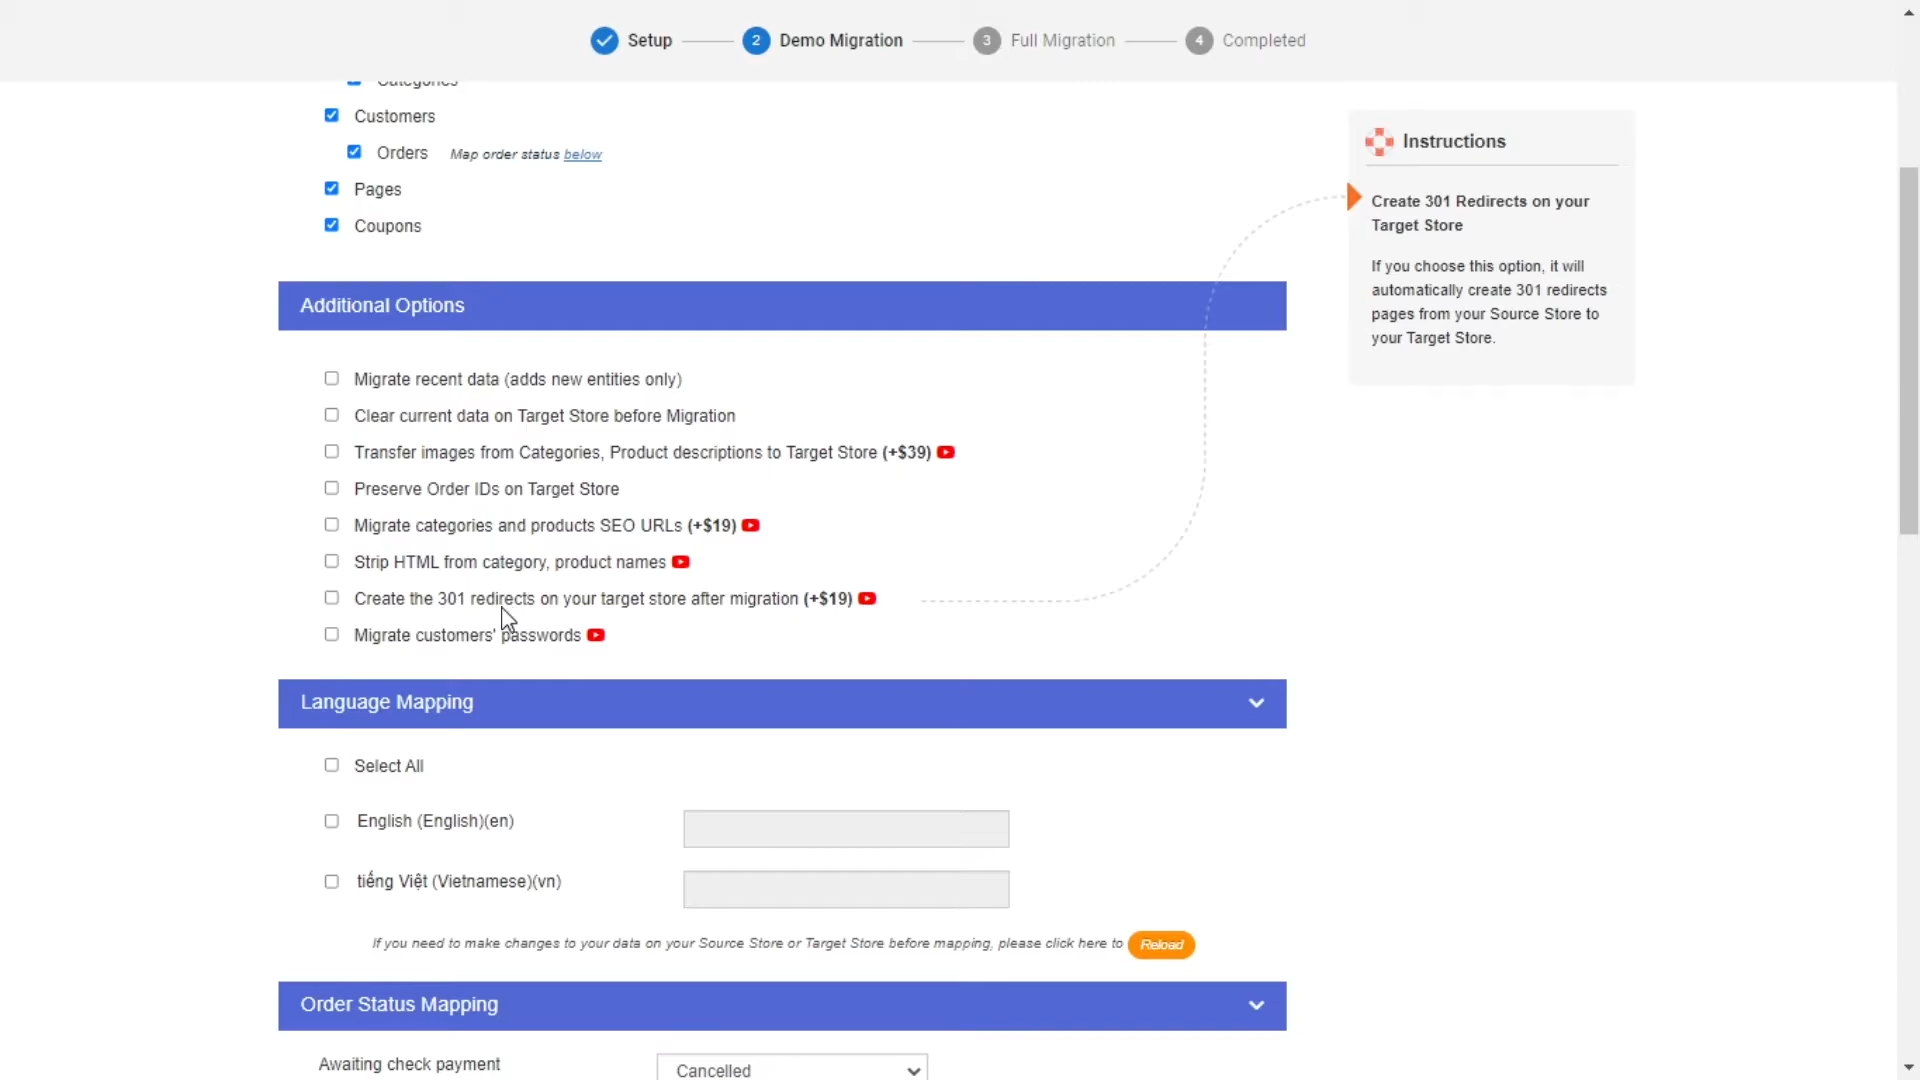 Setup
2
Demo Migration
3
Full Migration
4
Completed
Categories
Customers
Orders Map order status below
Pages
Coupons
Instructions
Create 301 Redirects on your
Target Store
If you choose this option, it will
automatically create 301 redirects
pages from your Source Store to
your Target Store.
Additional Options
Migrate recent data (adds new entities only)
Clear current data on Target Store before Migration
Transfer images from Categories, Product descriptions to Target Store (+$39)
Preserve Order IDs on Target Store
Migrate categories and products SEO URLs (+$19)
Strip HTML from category, product names
Create the 301 redirects on your target store after migration (+$19)
Migrate customers' passwords
Language Mapping
Select All
English (English)(en)
tiếng Việt (Vietnamese)(vn)
If you need to make changes to your data on your Source Store or Target Store before mapping, please click here to Reload
Order Status Mapping
Awaiting check payment
Cancelled